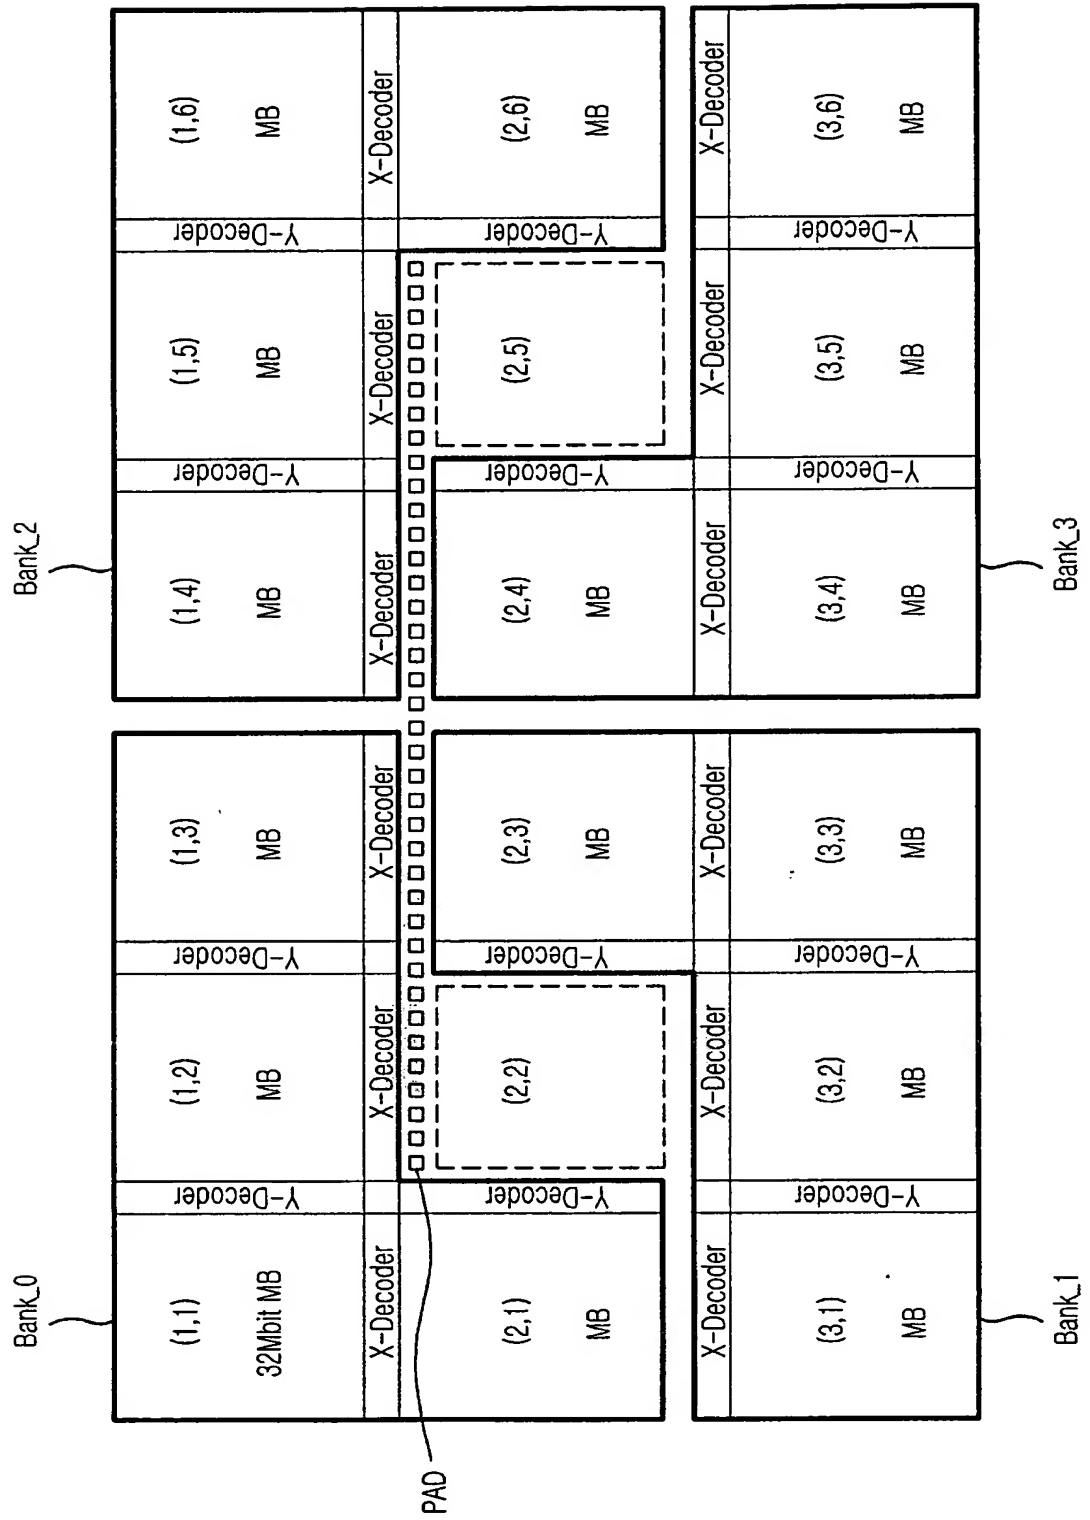 Bank_0 Bank_2
(1,1) (1,2) (1,3) (1,4) (1,5) (1,6)
Y-Decoder Y-Decoder Y-Decoder Y-Decoder
32Mbit MB MB MB MB MB MB
X-Decoder X-Decoder X-Decoder X-Decoder X-Decoder X-Decoder
PAD
(2,1) (2,2) (2,3) (2,4) (2,5) (2,6)
Y-Decoder Y-Decoder Y-Decoder Y-Decoder
MB MB MB MB
X-Decoder X-Decoder X-Decoder X-Decoder X-Decoder X-Decoder
(3,1) (3,2) (3,3) (3,4) (3,5) (3,6)
Y-Decoder Y-Decoder Y-Decoder Y-Decoder
MB MB MB MB MB MB
Bank_1 Bank_3